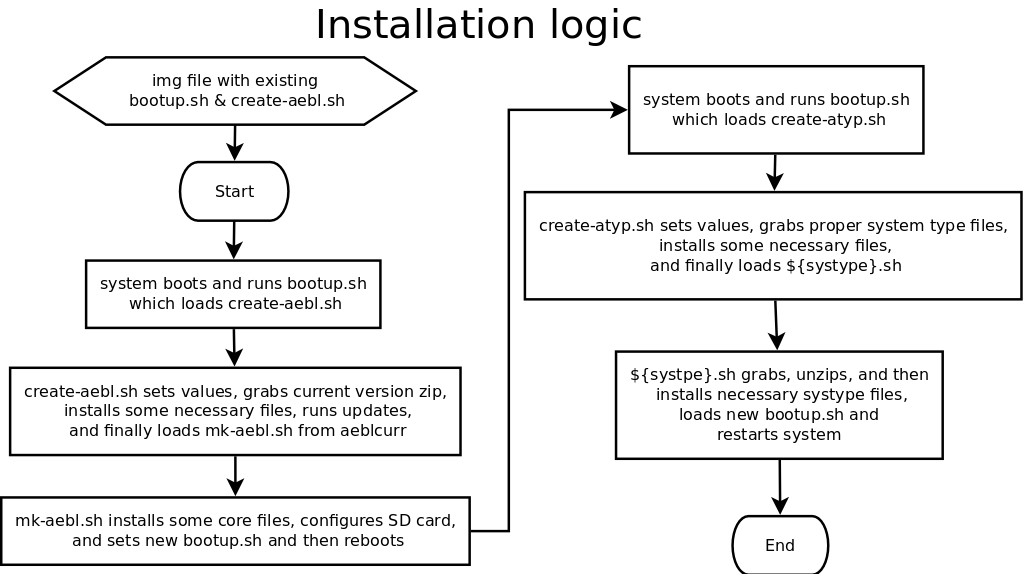 Installation logic
img file with existing
bootup.sh & create-aebl.sh
Start
system boots and runs bootup.sh
which loads create-aebl.sh
create-aebl.sh sets values, grabs current version zip,
installs some necessary files, runs updates,
and finally loads mk-aebl.sh from aeblcurr
mk-aebl.sh installs some core files, configures SD card,
and sets new bootup.sh and then reboots
system boots and runs bootup.sh
which loads create-atyp.sh
create-atyp.sh sets values, grabs proper system type files,
installs some necessary files,
and finally loads ${systype}.sh
${systpe}.sh grabs, unzips, and then
installs necessary systype files,
loads new bootup.sh and
restarts system
End